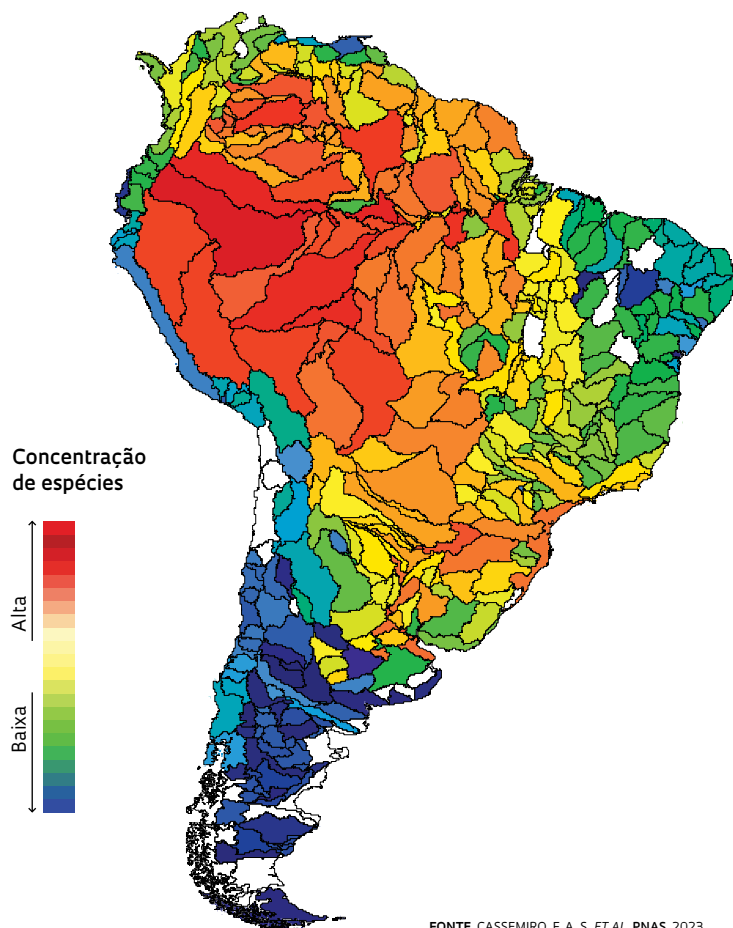 Concentração
de espécies
Alta
Baixa
FONTE CASSEMIRO, F. A. S. ET AL. PNAS. 2023